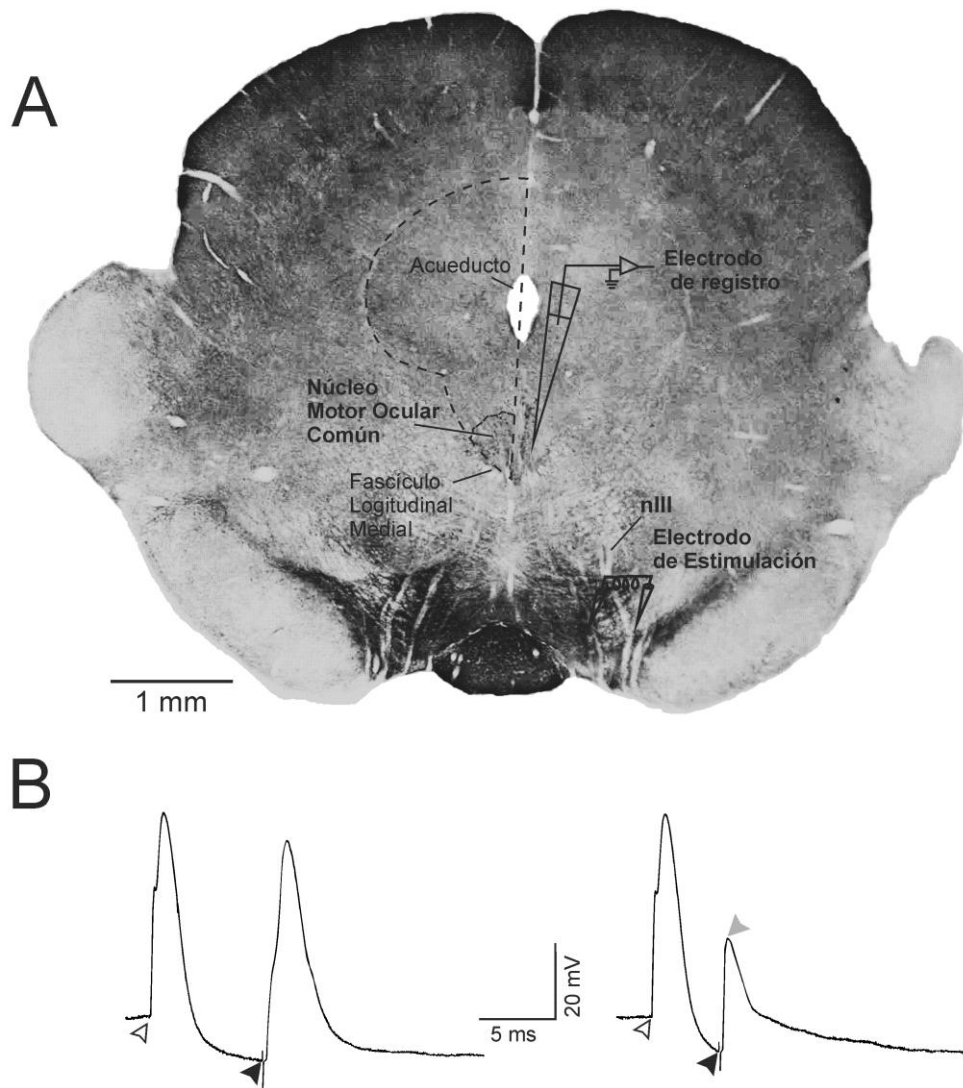 A
Acueducto
Electrodo
de registro
Núcleo
Motor Ocular
Común
Fascículo
Logitudinal
Medial
nIII
Electrodo
de Estimulación
1 mm
B
20 mV
5 ms